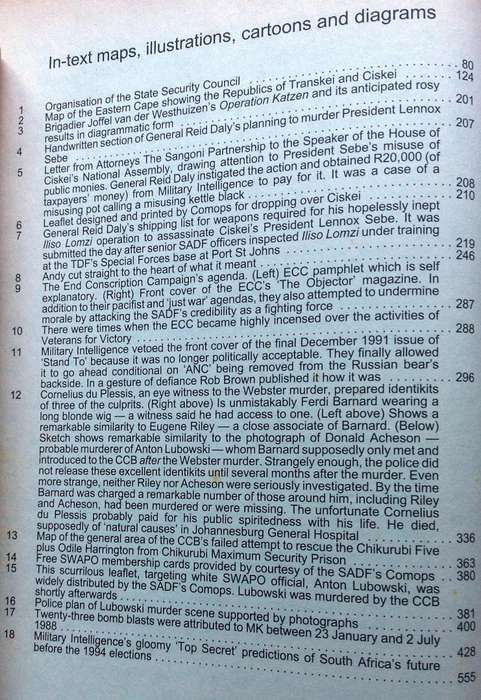 In-text maps, illustrations, cartoons and diagrams
1 Organisation of the State Security Council .......... 80
2 Map of the Eastern Cape showing the Republics of Transkei and Ciskei .......... 124
3 Brigadier Joffel van der Westhuizen's Operation Katzen and its anticipated rosy
results in diagrammatic form .......... 201
4 Handwritten section of General Reid Daly's planning to murder President Lennox
Sebe .......... 207
5 Letter from Attorneys The Sangoni Partnership to the Speaker of the House of
Ciskei's National Assembly, drawing attention to President Sebe's misuse of
public monies. General Reid Daly instigated the action and obtained R20,000 (of
taxpayers' money) from Military Intelligence to pay for it. It was a case of a
misusing pot calling a misusing kettle black .......... 208
6 Leaflet designed and printed by Comops for dropping over Ciskei .......... 210
7 General Reid Daly's shipping list for weapons required for his hopelessly inept
Iliso Lomzi operation to assassinate Ciskei's President Lennox Sebe. It was
submitted the day after senior SADF officers inspected Iliso Lomzi under training
at the TDF's Special Forces base at Port St Johns .......... 219
8 Andy cut straight to the heart of what it meant .......... 246
9 The End Conscription Campaign's agenda. (Left) ECC pamphlet which is self
explanatory. (Right) Front cover of the ECC's 'The Objector' magazine. In
addition to their pacifist and 'just war' agendas, they also attempted to undermine
morale by attacking the SADF's credibility as a fighting force .......... 287
10 There were times when the ECC became highly incensed over the activities of
Veterans for Victory .......... 288
11 Military Intelligence vetoed the front cover of the final December 1991 issue of
'Stand To' because it was no longer politically acceptable. They finally allowed
it to go ahead conditional on 'ANC' being removed from the Russian bear's
backside. In a gesture of defiance Rob Brown published it how it was .......... 296
12 Cornelius du Plessis, an eye witness to the Webster murder, prepared identikits
of three of the culprits. (Right above) Is unmistakably Ferdi Barnard wearing a
long blonde wig — a witness said he had access to one. (Left above) Shows a
remarkable similarity to Eugene Riley — a close associate of Barnard. (Below)
Sketch shows remarkable similarity to the photograph of Donald Acheson —
probable murderer of Anton Lubowski — whom Barnard supposedly only met and
introduced to the CCB after the Webster murder. Strangely enough, the police did
not release these excellent identikits until several months after the murder. Even
more strange, neither Riley nor Acheson were seriously investigated. By the time
Barnard was charged a remarkable number of those around him, including Riley
and Acheson, had been murdered or were missing. The unfortunate Cornelius
du Plessis probably paid for his public spiritedness with his life. He died,
supposedly of 'natural causes' in Johannesburg General Hospital .......... 336
13 Map of the general area of the CCB's failed attempt to rescue the Chikurubi Five
plus Odile Harrington from Chikurubi Maximum Security Prison .......... 363
14 Free SWAPO membership cards provided by courtesy of the SADF's Comops .. 380
15 This scurrilous leaflet, targeting white SWAPO official, Anton Lubowski, was
widely distributed by the SADF's Comops. Lubowski was murdered by the CCB
shortly afterwards .......... 381
16 Police plan of Lubowski murder scene supported by photographs .......... 400
17 Twenty-three bomb blasts were attributed to MK between 23 January and 2 July
1988 .......... 428
18 Military Intelligence's gloomy 'Top Secret' predictions of South Africa's future
before the 1994 elections .......... 555